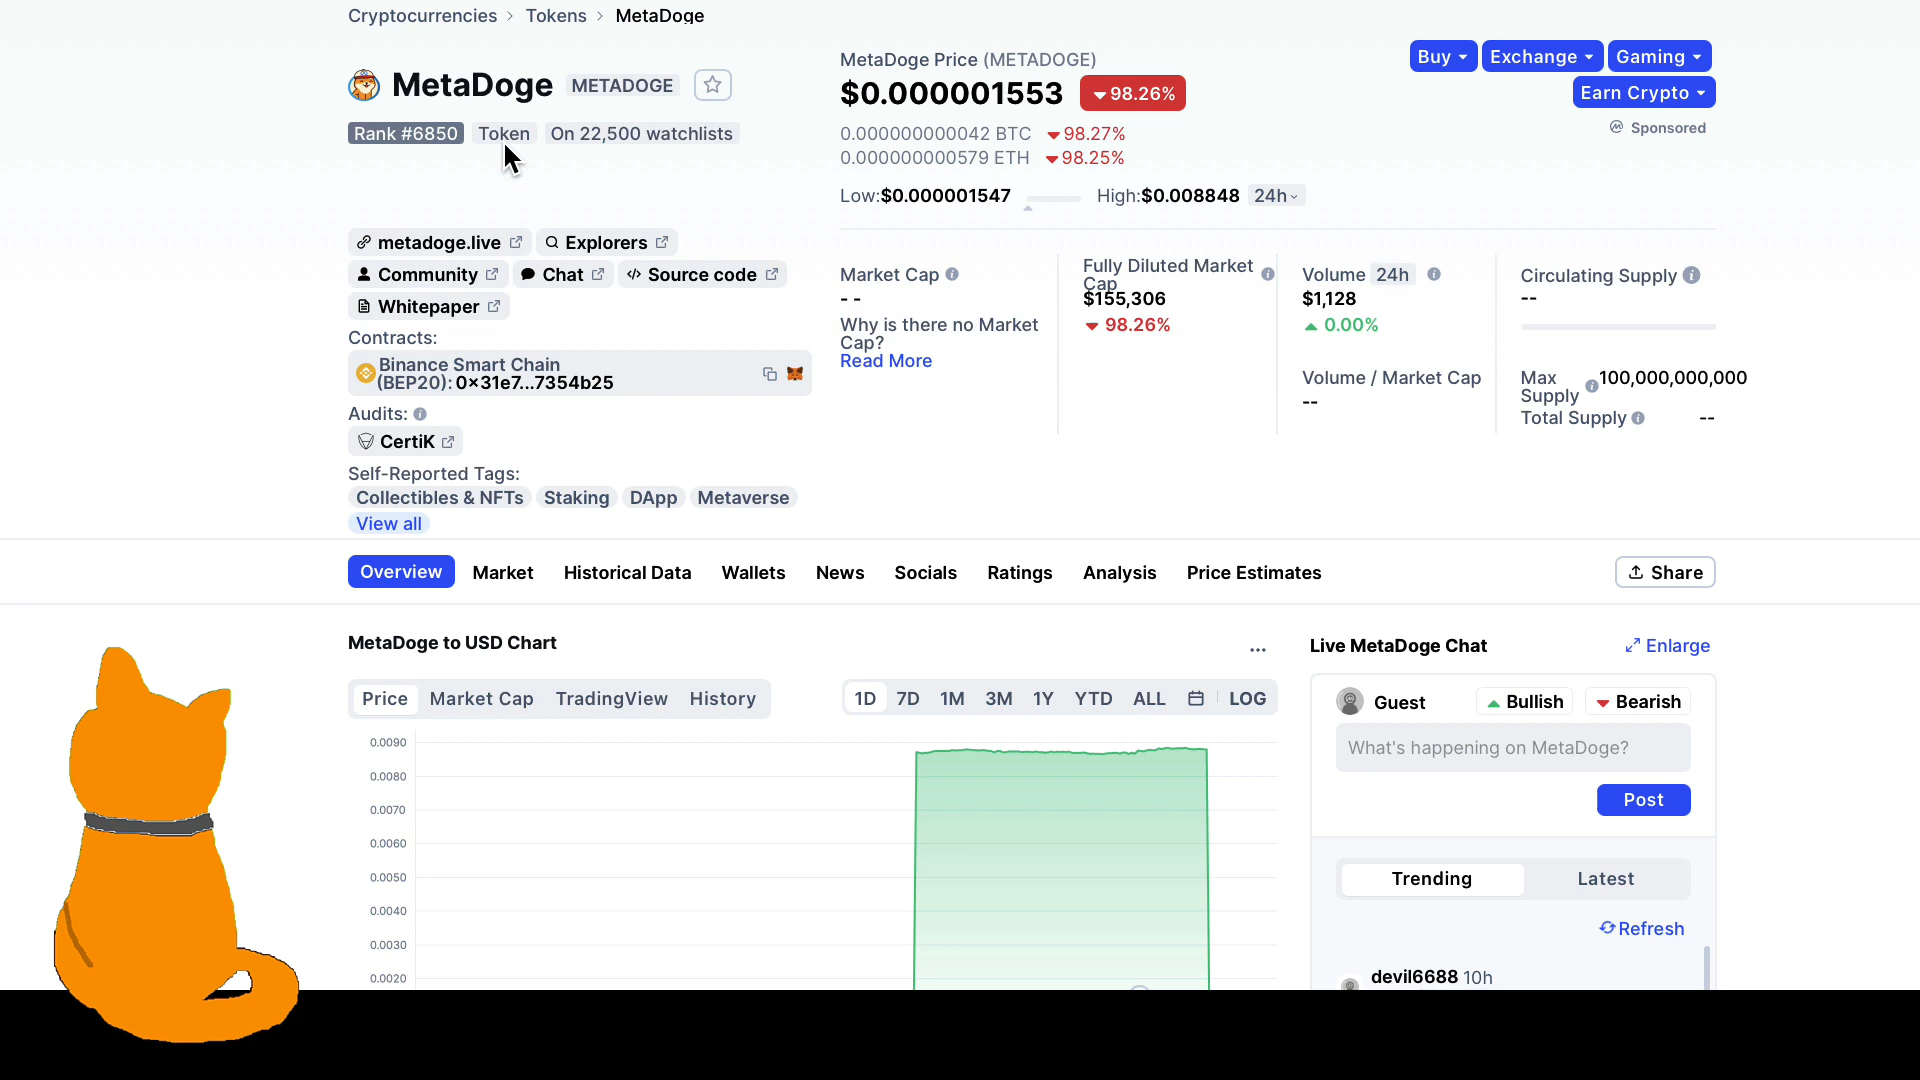 Cryptocurrencies > Tokens > MetaDoge
MetaDoge METADOGE
Rank #6850 Token On 22,500 watchlists
metadoge.live Explorers
Community Chat Source code
Whitepaper
Contracts:
Binance Smart Chain
(BEP20): 0x31e7...7354b25
Audits:
CertiK
Self-Reported Tags:
Collectibles & NFTs Staking DApp Metaverse
View all
MetaDoge Price (METADOGE)
$0.000001553 98.26%
0.000000000042 BTC 98.27%
0.000000000579 ETH 98.25%
Low:$0.000001547 High:$0.008848 24h
Buy Exchange Gaming
Earn Crypto
Sponsored
Market Cap
- -
Why is there no Market
Cap?
Read More
Fully Diluted Market
Cap
$155,306
98.26%
Volume 24h
$1,128
0.00%
Volume / Market Cap
--
Circulating Supply
--
Max
Supply
100,000,000,000
Total Supply --
Overview Market Historical Data Wallets News Socials Ratings Analysis Price Estimates Share
MetaDoge to USD Chart ...
Price Market Cap TradingView History 1D 7D 1M 3M 1Y YTD ALL LOG
0.0090
0.0080
0.0070
0.0060
0.0050
0.0040
0.0030
0.0020
Live MetaDoge Chat Enlarge
Guest Bullish Bearish
What's happening on MetaDoge?
Post
Trending Latest
Refresh
devil6688 10h